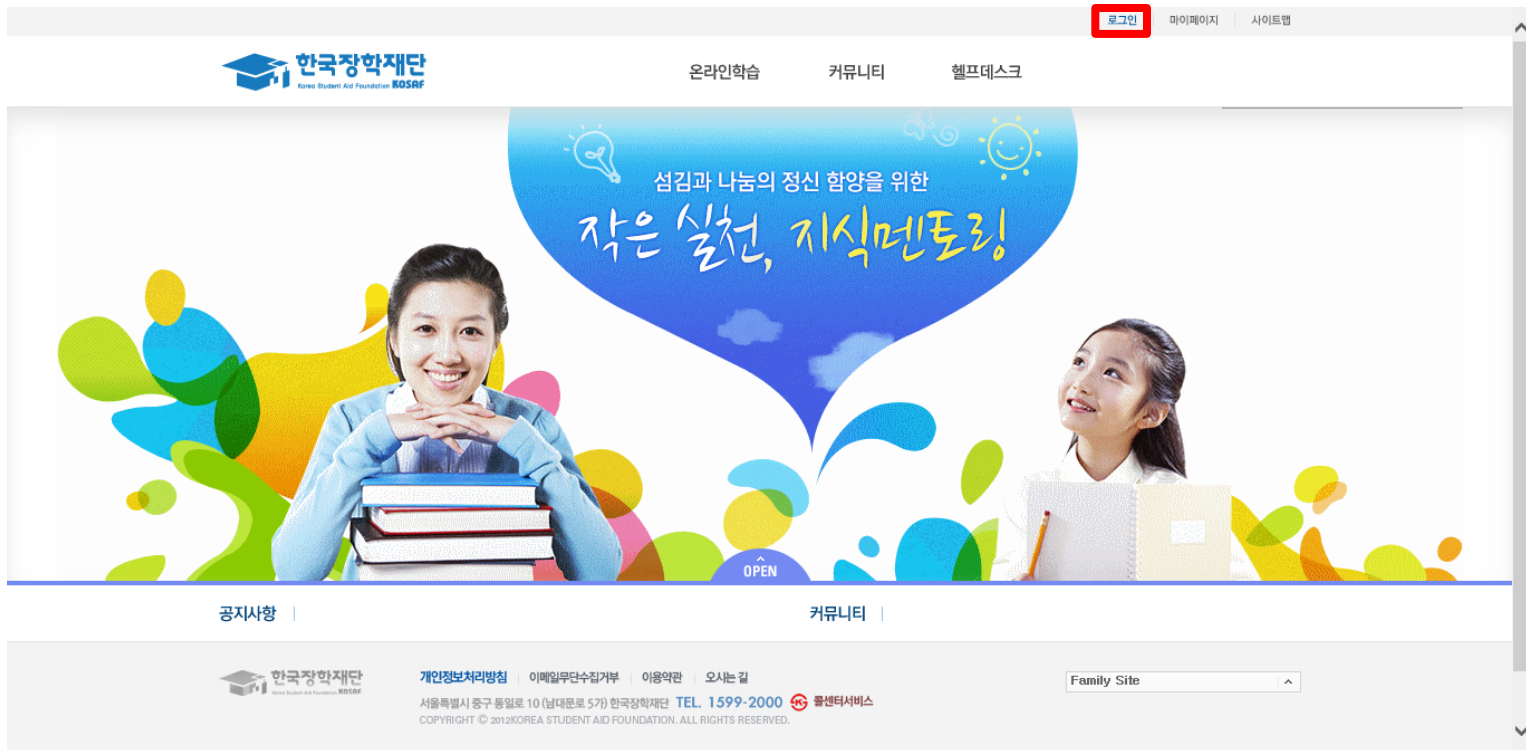 로그인 마이페이지 사이트맵
한국장학재단
Korea Student Aid Foundation KOSAF
온라인학습 커뮤니티 헬프데스크
섬김과 나눔의 정신 함양을 위한
작은 실천, 지식멘토링
OPEN
공지사항 커뮤니티
한국장학재단
Korea Student Aid Foundation KOSAF
개인정보처리방침 이메일무단수집거부 이용약관 오시는 길
Family Site
서울특별시 중구 통일로 10 (남대문로 5가) 한국장학재단 TEL. 1599-2000 콜센터서비스
COPYRIGHT © 2012KOREA STUDENT AID FOUNDATION. ALL RIGHTS RESERVED.